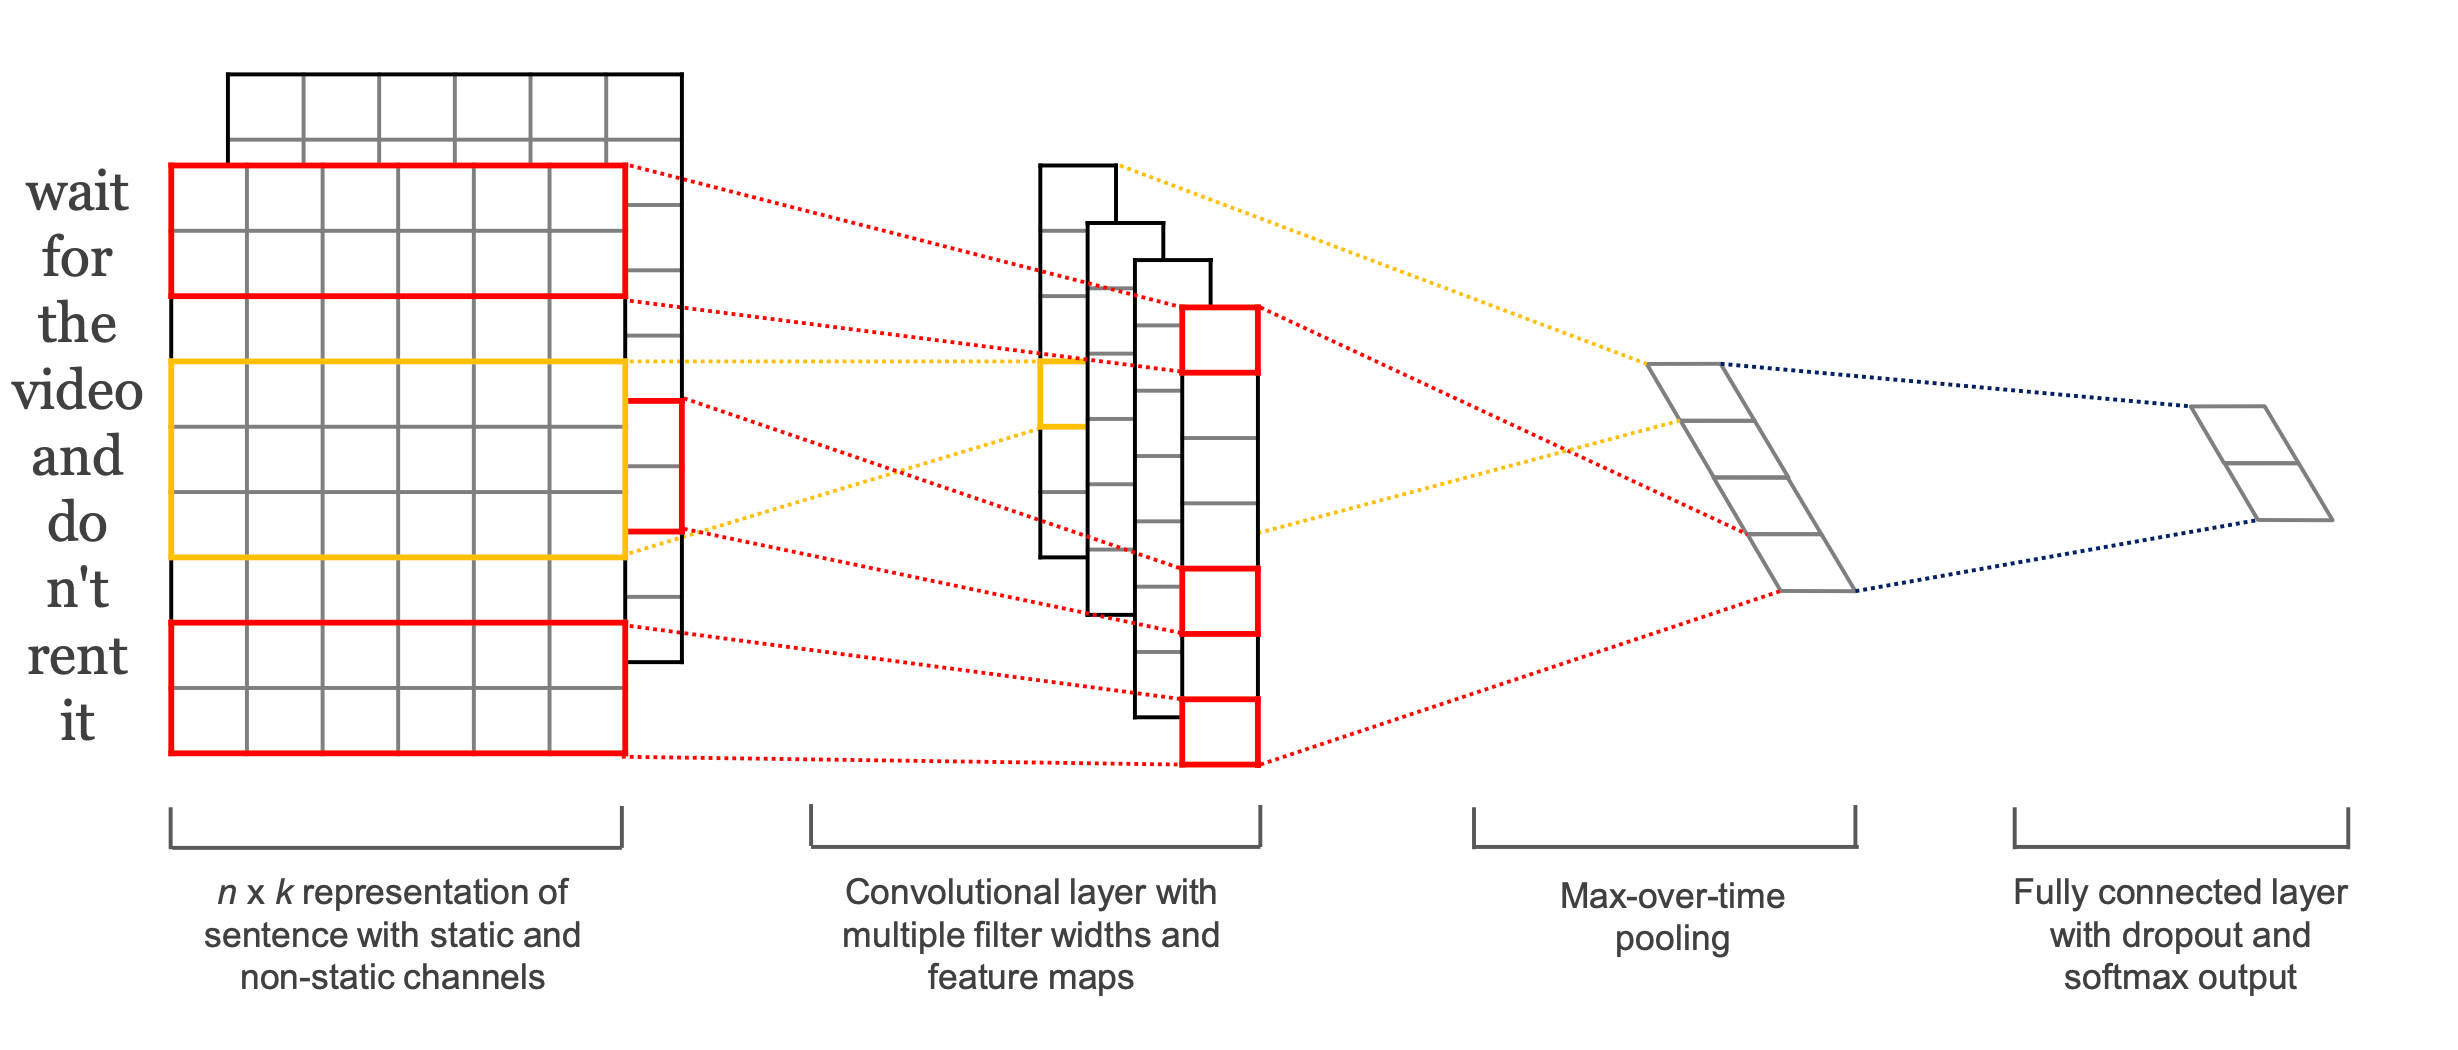 wait
for
the
video
and
do
n't
rent
it
n x k representation of
sentence with static and
non-static channels
Convolutional layer with
multiple filter widths and
feature maps
Max-over-time
pooling
Fully connected layer
with dropout and
softmax output